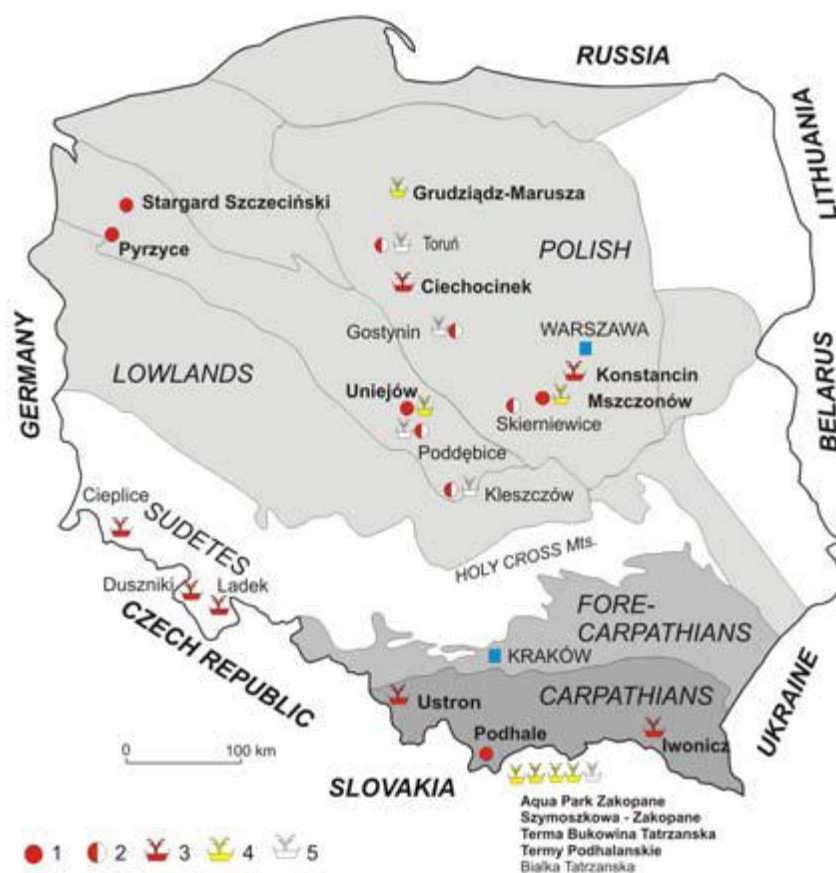 RUSSIA
LITHUANIA
Stargard Szczeciński
Grudziądz-Marusza
Pyrzyce
Toruń
POLISH
Ciechocinek
Gostynin
WARSZAWA
GERMANY
LOWLANDS
Konstancin
BELARUS
Uniejów
Mszczonów
Skierniewice
Poddębice
Kleszczów
Cieplice
SUDETES
HOLY CROSS Mts.
Duszniki
Ladek
FORE-
CARPATHIANS
CZECH REPUBLIC
KRAKÓW
UKRAINE
CARPATHIANS
Ustron
Podhale
Iwonicz
0 100 km
SLOVAKIA
Aqua Park Zakopane
Szymoszkowa - Zakopane
Terma Bukowina Tatrzanska
Termy Podhalanskie
Bialka Tatrzanska
1 2 3 4 5